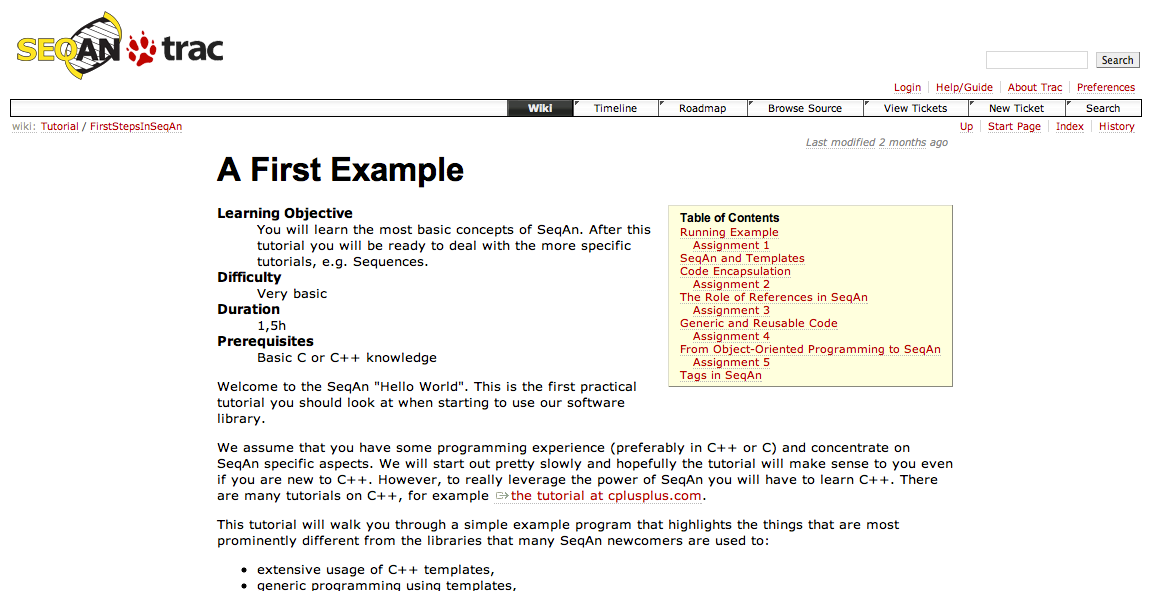 SEQAN trac
Search
Login Help/Guide About Trac Preferences
Wiki Timeline Roadmap Browse Source View Tickets New Ticket Search
wiki: Tutorial / FirstStepsInSeqAn
Up Start Page Index History
Last modified 2 months ago
A First Example
Learning Objective
You will learn the most basic concepts of SeqAn. After this
tutorial you will be ready to deal with the more specific
tutorials, e.g. Sequences.
Difficulty
Very basic
Duration
1,5h
Prerequisites
Basic C or C++ knowledge
Table of Contents
Running Example
Assignment 1
SeqAn and Templates
Code Encapsulation
Assignment 2
The Role of References in SeqAn
Assignment 3
Generic and Reusable Code
Assignment 4
From Object-Oriented Programming to SeqAn
Assignment 5
Tags in SeqAn
Welcome to the SeqAn "Hello World". This is the first practical
tutorial you should look at when starting to use our software
library.
We assume that you have some programming experience (preferably in C++ or C) and concentrate on
SeqAn specific aspects. We will start out pretty slowly and hopefully the tutorial will make sense to you even
if you are new to C++. However, to really leverage the power of SeqAn you will have to learn C++. There
are many tutorials on C++, for example the tutorial at cplusplus.com.
This tutorial will walk you through a simple example program that highlights the things that are most
prominently different from the libraries that many SeqAn newcomers are used to:
• extensive usage of C++ templates,
• generic programming using templates,